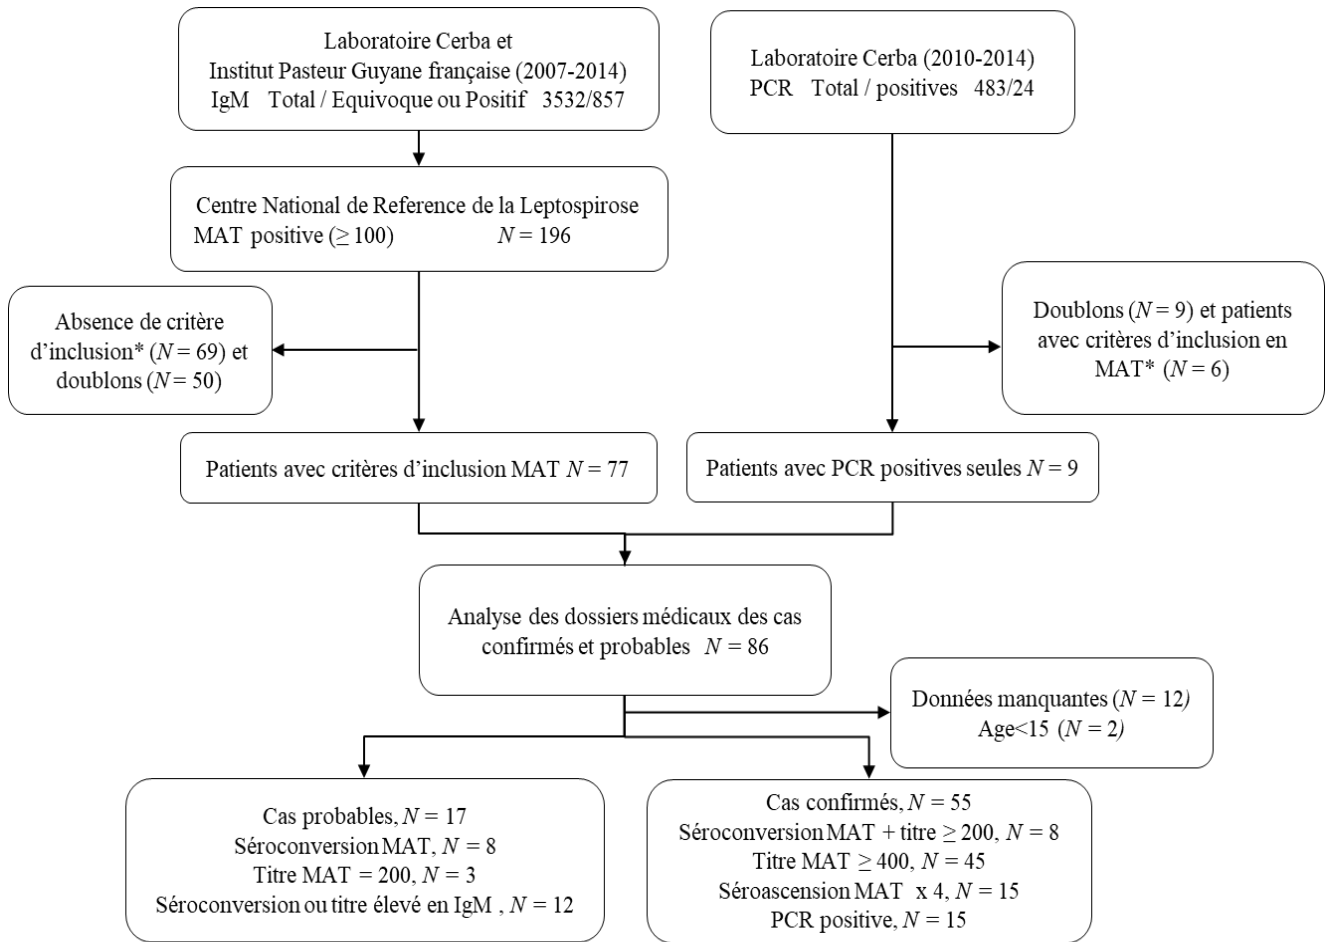 Laboratoire Cerba et
Institut Pasteur Guyane française (2007-2014)
IgM Total / Equivoque ou Positif 3532/857
Laboratoire Cerba (2010-2014)
PCR Total / positives 483/24
Centre National de Reference de la Leptospirose
MAT positive (≥ 100) N = 196
Absence de critère
d’inclusion* (N = 69) et
doublons (N = 50)
Doublons (N = 9) et patients
avec critères d’inclusion en
MAT* (N = 6)
Patients avec critères d’inclusion MAT N = 77
Patients avec PCR positives seules N = 9
Analyse des dossiers médicaux des cas
confirmés et probables N = 86
Données manquantes (N = 12)
Age<15 (N = 2)
Cas probables, N = 17
Séroconversion MAT, N = 8
Titre MAT = 200, N = 3
Séroconversion ou titre élevé en IgM , N = 12
Cas confirmés, N = 55
Séroconversion MAT + titre ≥ 200, N = 8
Titre MAT ≥ 400, N = 45
Séroascension MAT x 4, N = 15
PCR positive, N = 15